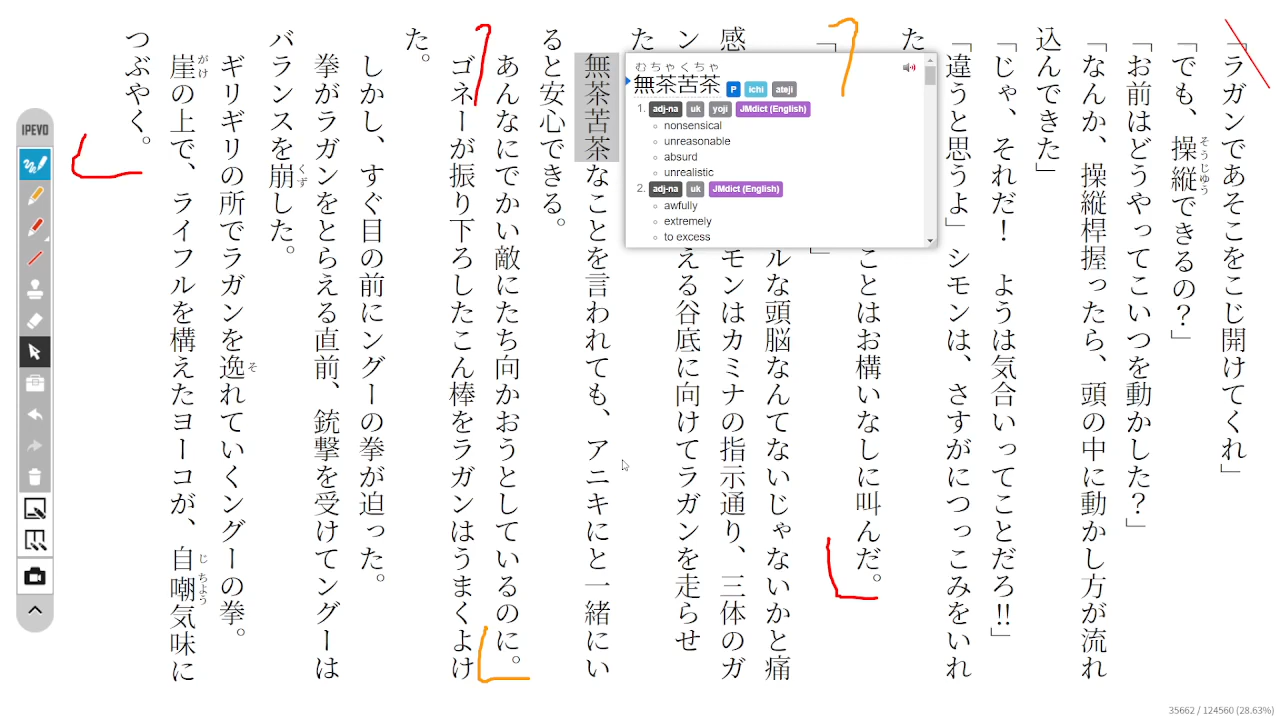 「ラガンであそこをこじ開けてくれ」
「でも、操縦できるの？」
そうじゆう
「お前はどうやってこいつを動かした？」
「なんか、操縦桿握ったら、頭の中に動かし方が流れ
込んできた」
「じゃ、それだ！　ようは気合いってことだろ!!」
「違うと思うよ」シモンは、さすがにつっこみをいれ
た
ことはお構いなしに叫んだ。
「
」
ルな頭脳なんてないじゃないかと痛
感
モンはカミナの指示通り、三体のガ
ン
える谷底に向けてラガンを走らせ
た
無茶苦茶なことを言われても、アニキにと一緒にい
ると安心できる。
あんなにでかい敵にたち向かおうとしているのに。
ゴネーが振り下ろしたこん棒をラガンはうまくよけ
た。
しかし、すぐ目の前にングーの拳が迫った。
拳がラガンをとらえる直前、銃撃を受けてングーは
バランスを崩した。
くず
ギリギリの所でラガンを逸れていくングーの拳。
そ
崖の上で、ライフルを構えたヨーコが、自嘲気味に
がけ
じちよう
つぶやく。
むちゃくちゃ
無茶苦茶 P ichi ateji
1. adj-na uk yoji JMdict (English)
nonsensical
unreasonable
absurd
unrealistic
2. adj-na uk JMdict (English)
awfully
extremely
to excess
IPEVO
35662 / 124560 (28.63%)